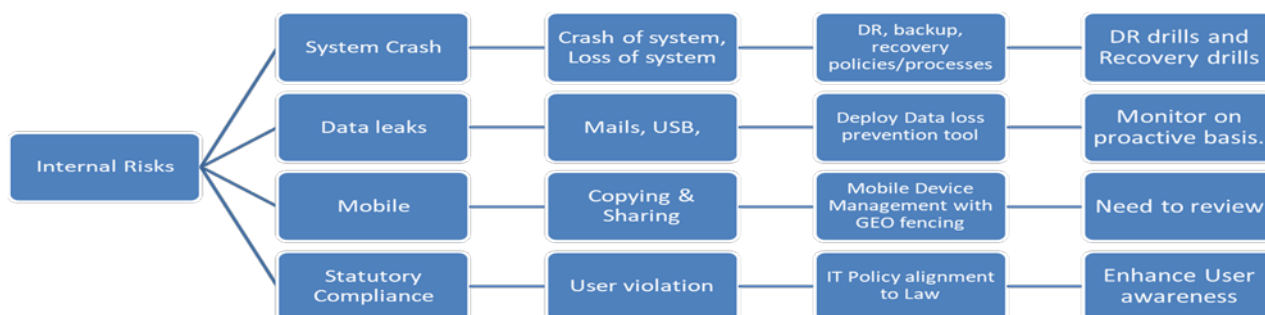 System Crash
Crash of system,
Loss of system
DR, backup,
recovery
policies/processes
DR drills and
Recovery drills
Data leaks
Mails, USB,
Deploy Data loss
prevention tool
Monitor on
proactive basis.
Internal Risks
Mobile
Copying &
Sharing
Mobile Device
Management with
GEO fencing
Need to review
Statutory
Compliance
User violation
IT Policy alignment
to Law
Enhance User
awareness